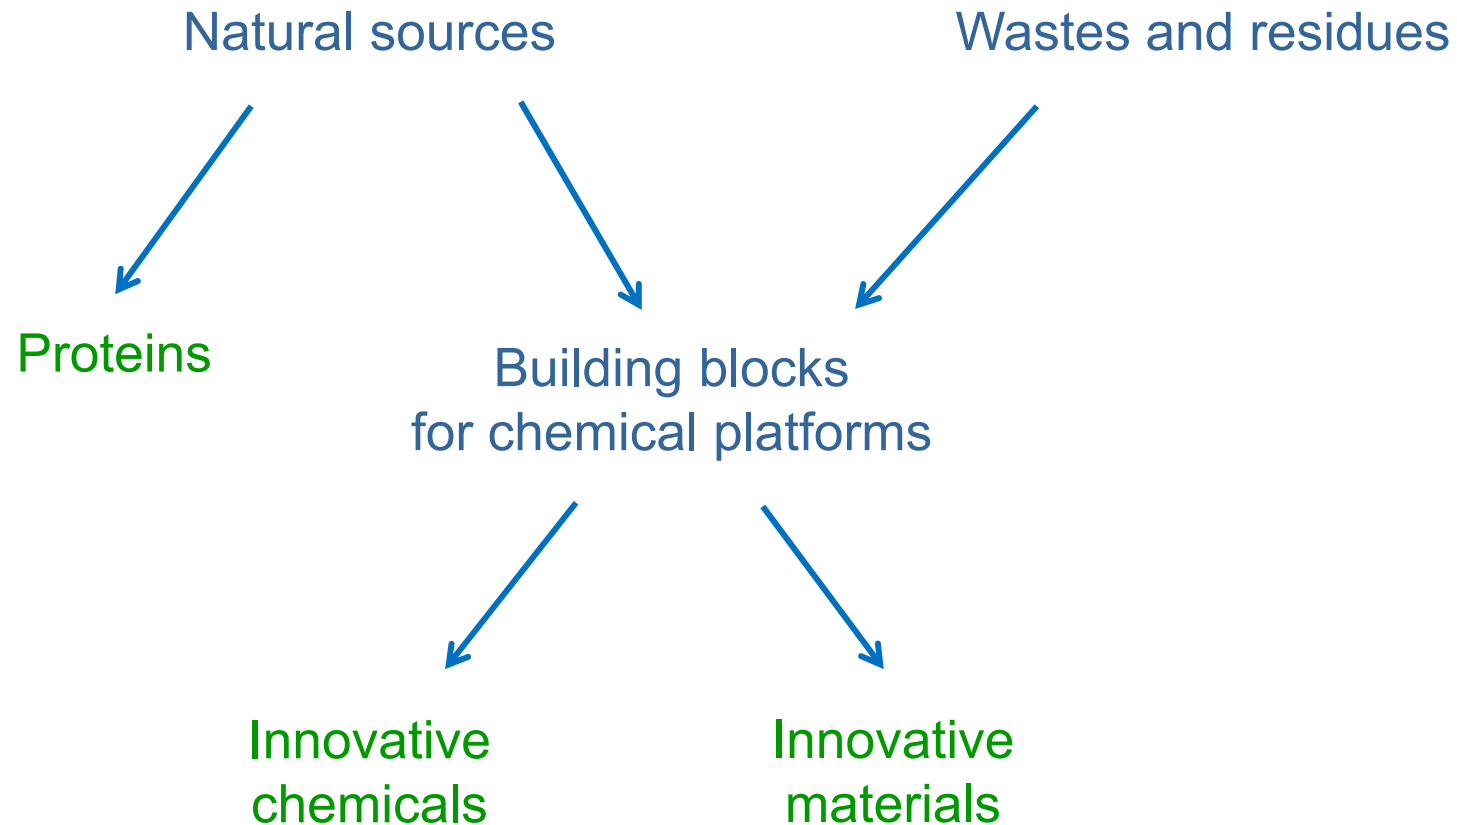 Natural sources
Wastes and residues
Proteins
Building blocks
for chemical platforms
Innovative
chemicals
Innovative
materials